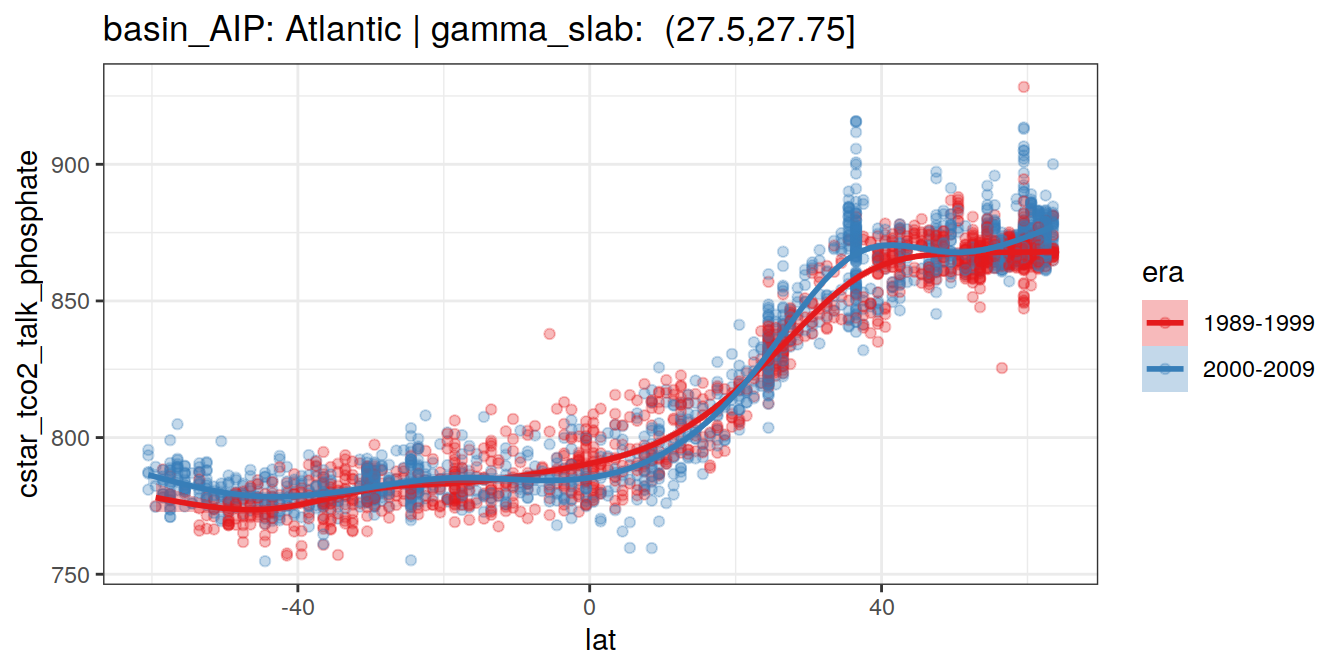 basin_AIP: Atlantic | gamma_slab:  (27.5,27.75]
cstar_tco2_talk_phosphate
900
850
800
750
-40
0
40
lat
era
1989-1999
2000-2009